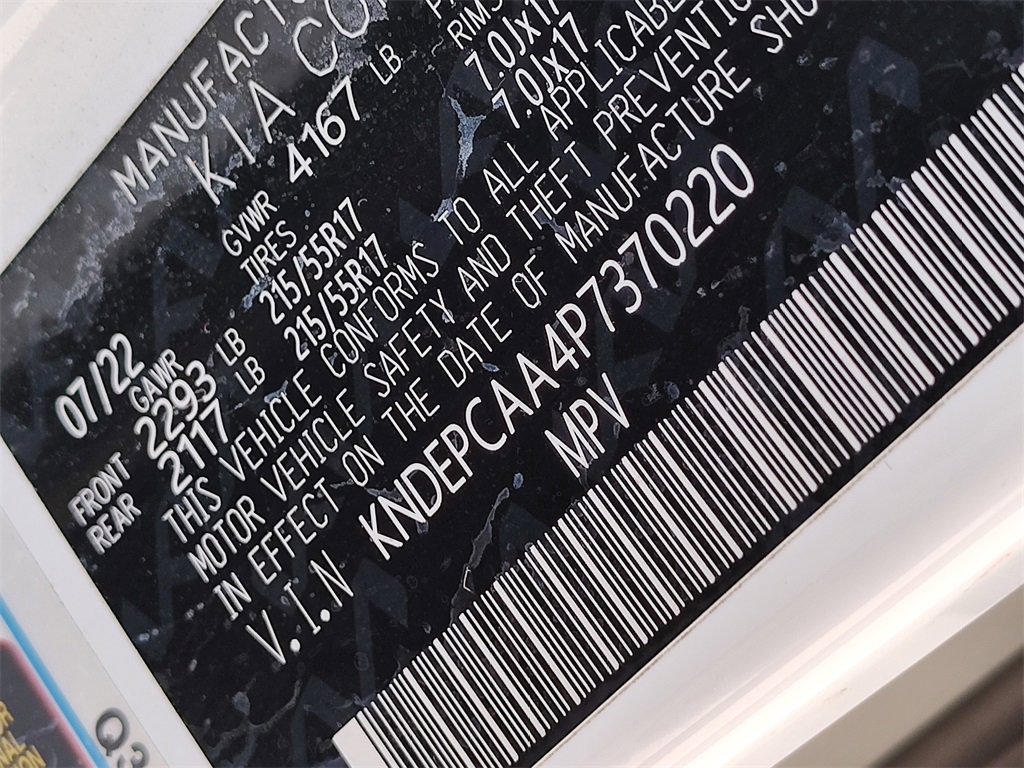 07/22 MANUFACT
KIA CO
FRONT GAWR 2293 LB GVWR 4167 LB
REAR 2117 LB TIRES 215/55R17 RIMS 7.0Jx17
215/55R17 7.0Jx17
THIS VEHICLE CONFORMS TO ALL APPLICABLE
MOTOR VEHICLE SAFETY AND THEFT PREVENTIO
IN EFFECT ON THE DATE OF MANUFACTURE SHO
V.I.N KNDEPCAA4P7370220
MPV